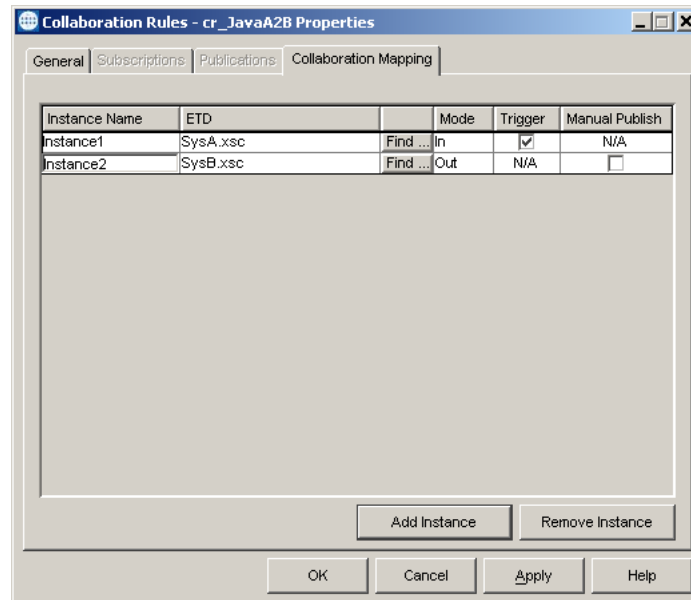 Collaboration Rules - cr_JavaA2B Properties
General Subscriptions Publications Collaboration Mapping
Instance Name ETD Mode Trigger Manual Publish
Instance1 SysA.xsc Find ... In N/A
Instance2 SysB.xsc Find ... Out N/A
Add Instance Remove Instance
OK Cancel Apply Help